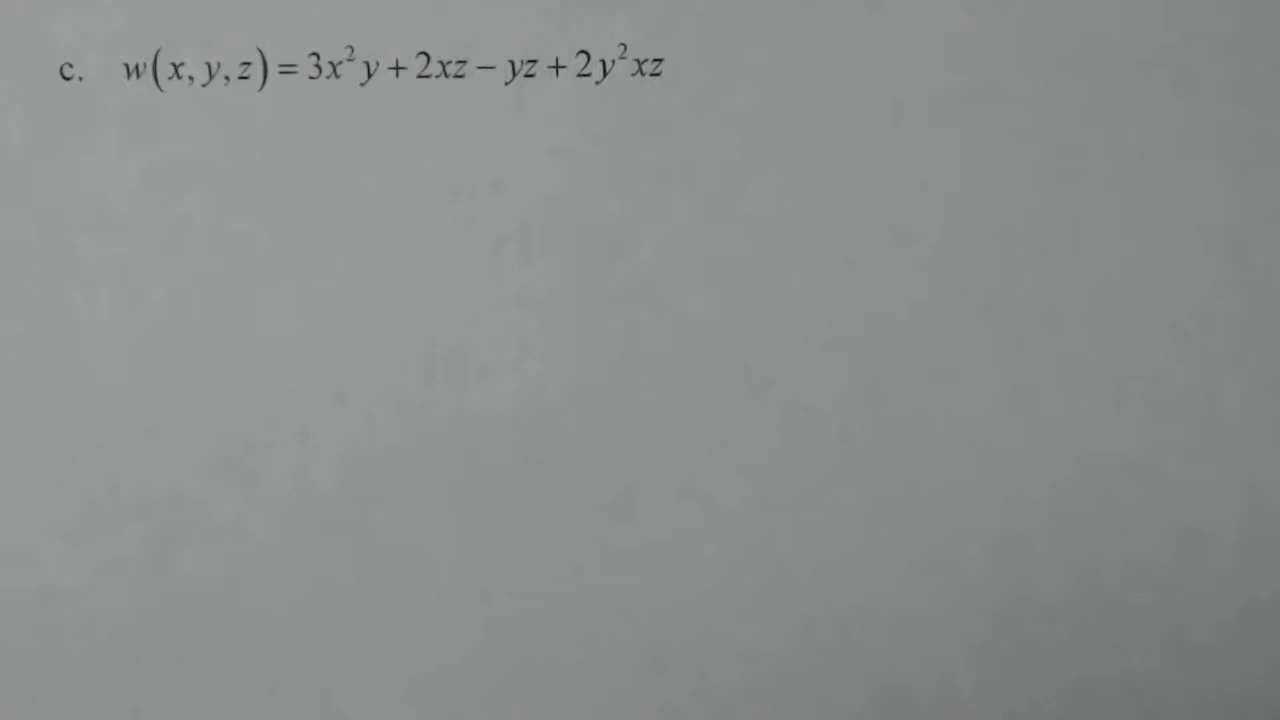 c. w(x, y, z) = 3x²y + 2xz − yz + 2y²xz